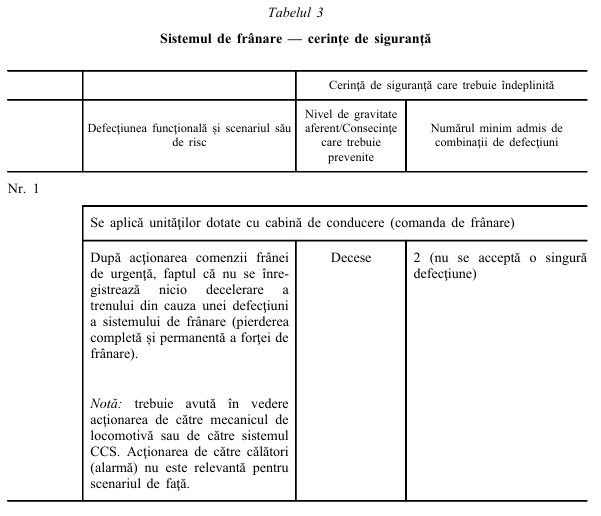 Tabelul 3
Sistemul de frânare — cerințe de siguranță
Cerință de siguranță care trebuie îndeplinită
Defecțiunea funcțională și scenariul său
de risc
Nivel de gravitate
aferent/Consecințe
care trebuie
prevenite
Numărul minim admis de
combinații de defecțiuni
Nr. 1
Se aplică unităților dotate cu cabină de conducere (comanda de frânare)
După acționarea comenzii frânei
de urgență, faptul că nu se înre-
gistrează nicio decelerare a
trenului din cauza unei defecțiuni
a sistemului de frânare (pierderea
completă și permanentă a forței de
frânare).
Notă: trebuie avută în vedere
acționarea de către mecanicul de
locomotivă sau de către sistemul
CCS. Acționarea de către călători
(alarmă) nu este relevantă pentru
scenariul de față.
Decese
2 (nu se acceptă o singură
defecțiune)